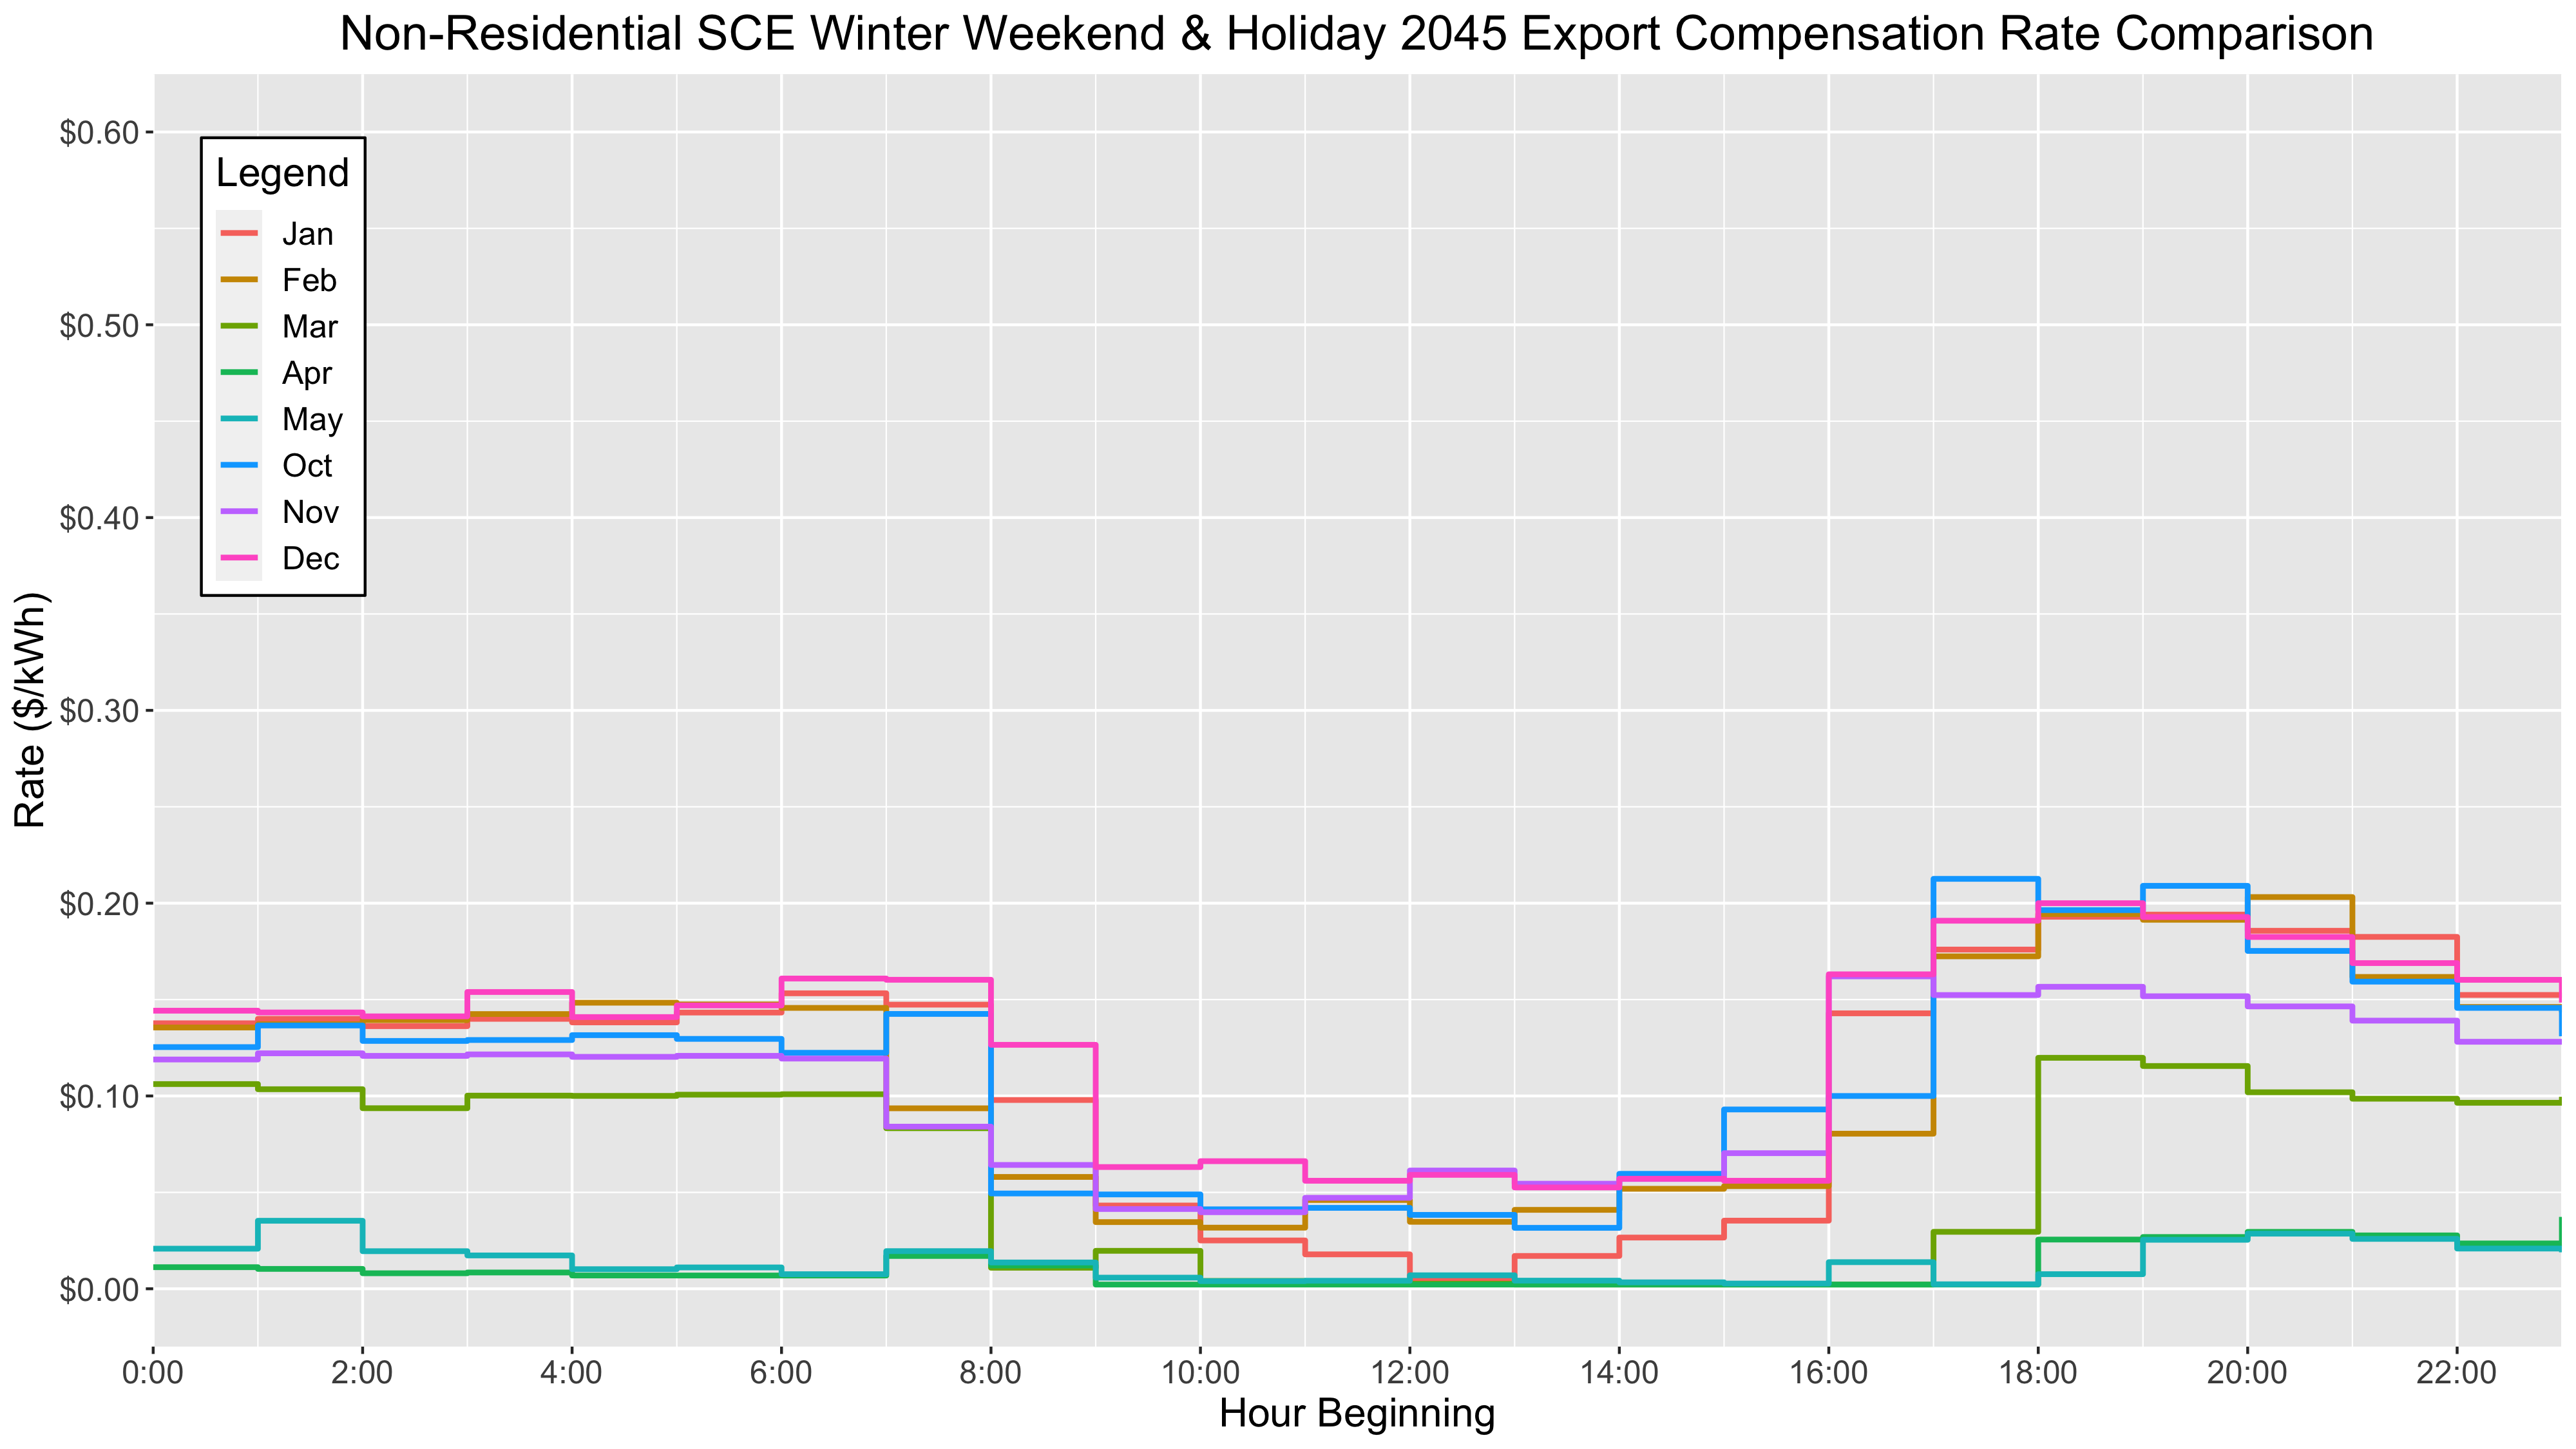 Non-Residential SCE Winter Weekend & Holiday 2045 Export Compensation Rate Comparison
$0.60
$0.50
$0.40
$0.30
$0.20
$0.10
$0.00
Rate ($/kWh)
Legend
Jan
Feb
Mar
Apr
May
Oct
Nov
Dec
0:00 2:00 4:00 6:00 8:00 10:00 12:00 14:00 16:00 18:00 20:00 22:00
Hour Beginning